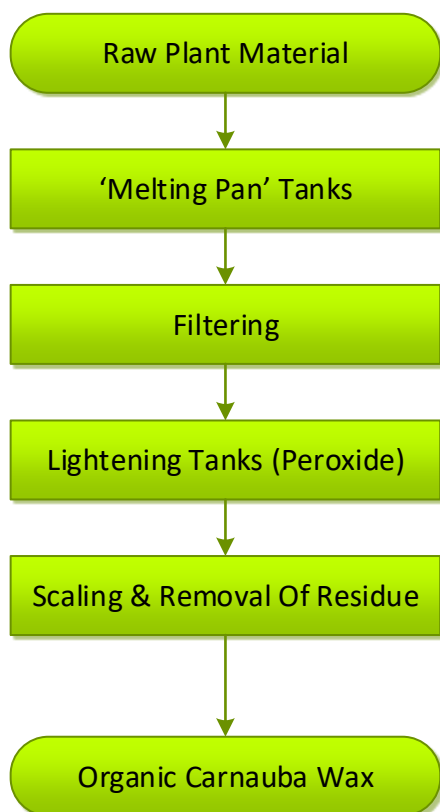 Raw Plant Material
‘Melting Pan’ Tanks
Filtering
Lightening Tanks (Peroxide)
Scaling & Removal Of Residue
Organic Carnauba Wax